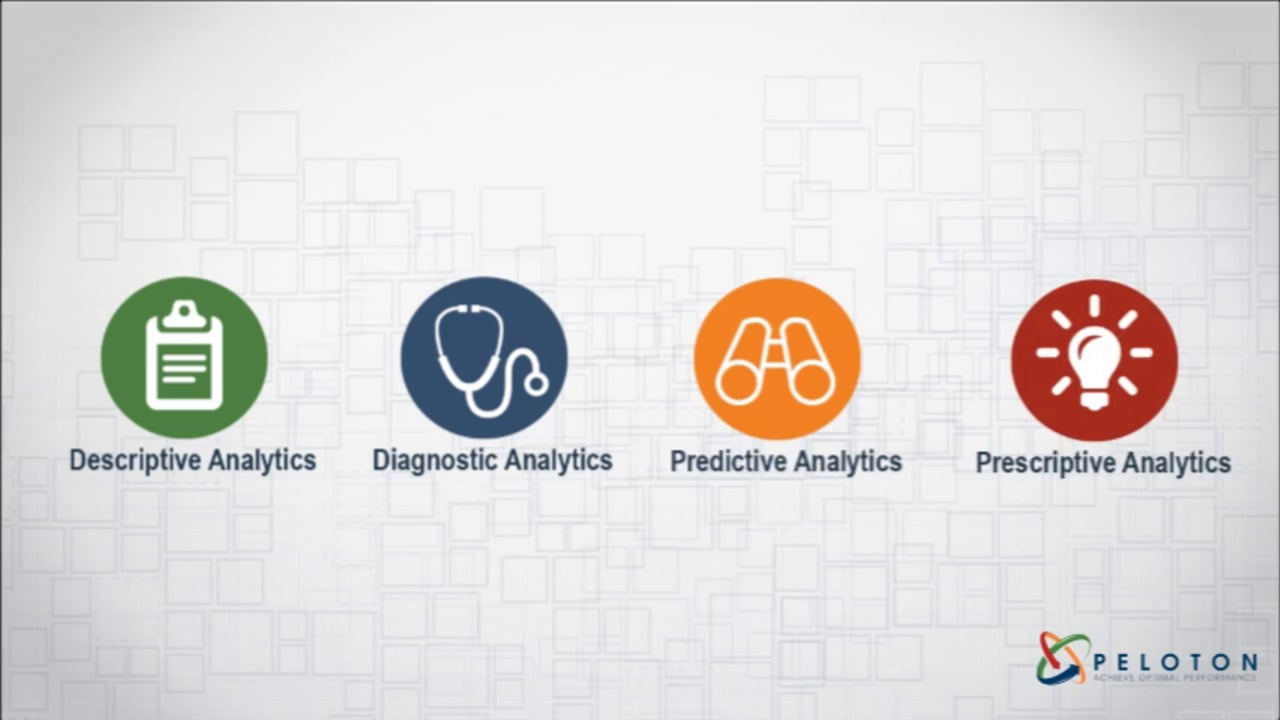 Descriptive Analytics
Diagnostic Analytics
Predictive Analytics
Prescriptive Analytics
PELOTON
ACHIEVE OPTIMAL PERFORMANCE